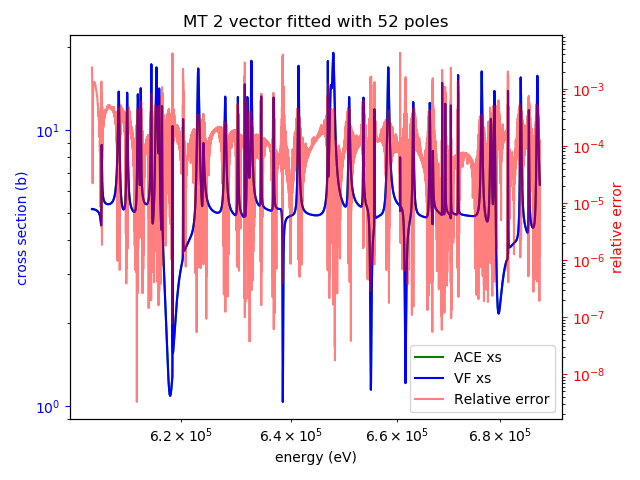 MT 2 vector fitted with 52 poles
cross section (b)
10¹
10⁰
relative error
10⁻³
10⁻⁴
10⁻⁵
10⁻⁶
10⁻⁷
10⁻⁸
ACE xs
VF xs
Relative error
6.2 × 10⁵ 6.4 × 10⁵ 6.6 × 10⁵ 6.8 × 10⁵
energy (eV)